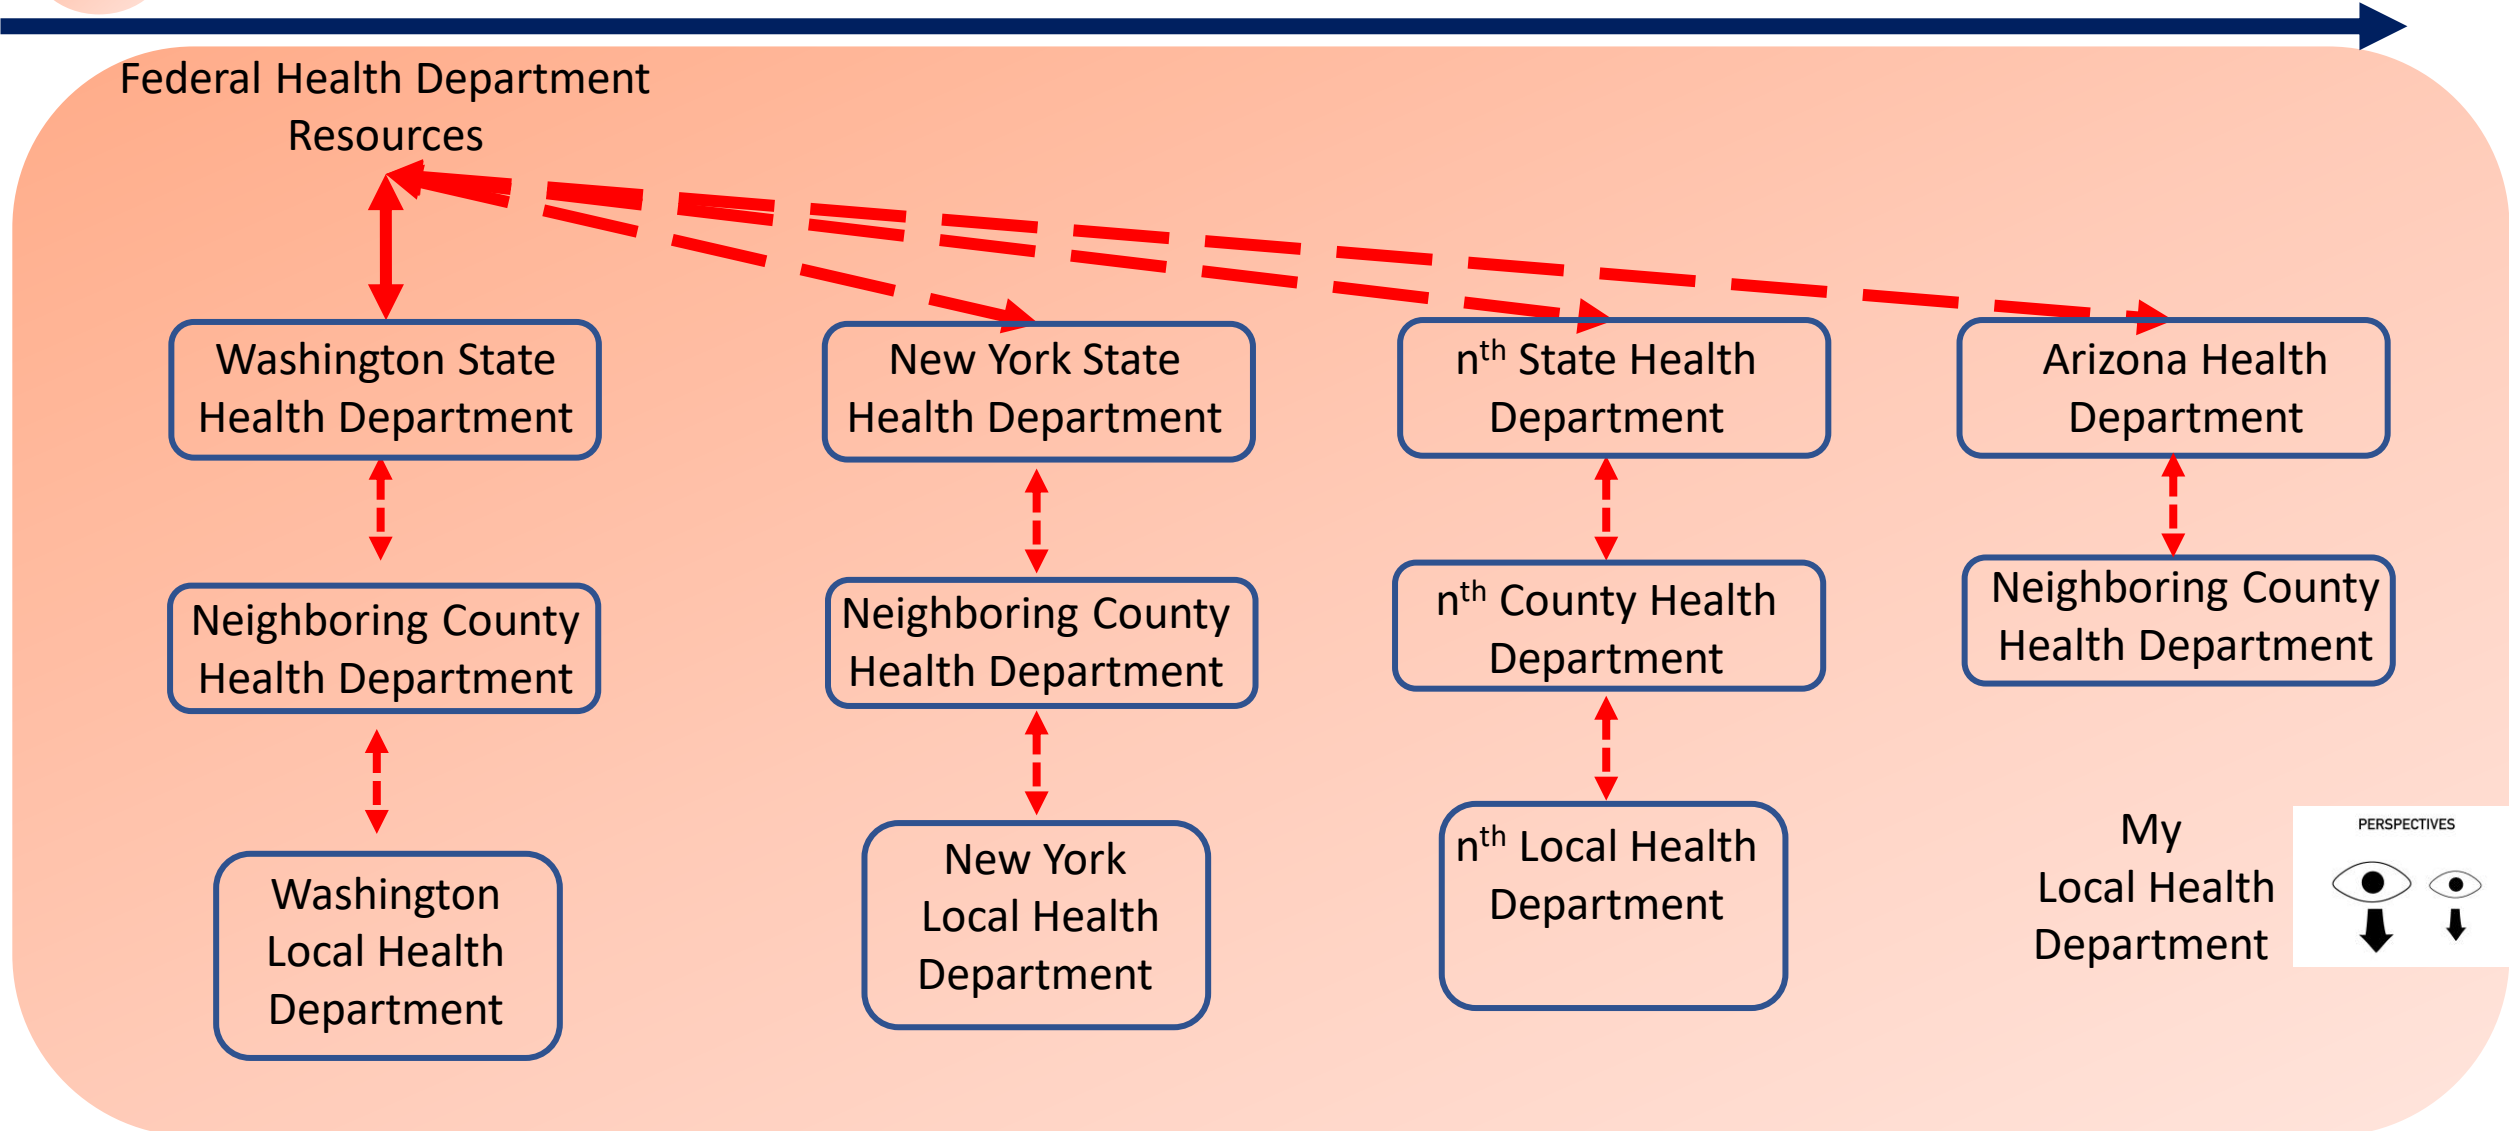 Federal Health Department
Resources
Washington State
Health Department
New York State
Health Department
nth State Health
Department
Arizona Health
Department
Neighboring County
Health Department
Neighboring County
Health Department
nth County Health
Department
Neighboring County
Health Department
Washington
Local Health
Department
New York
Local Health
Department
nth Local Health
Department
My
Local Health
Department
PERSPECTIVES